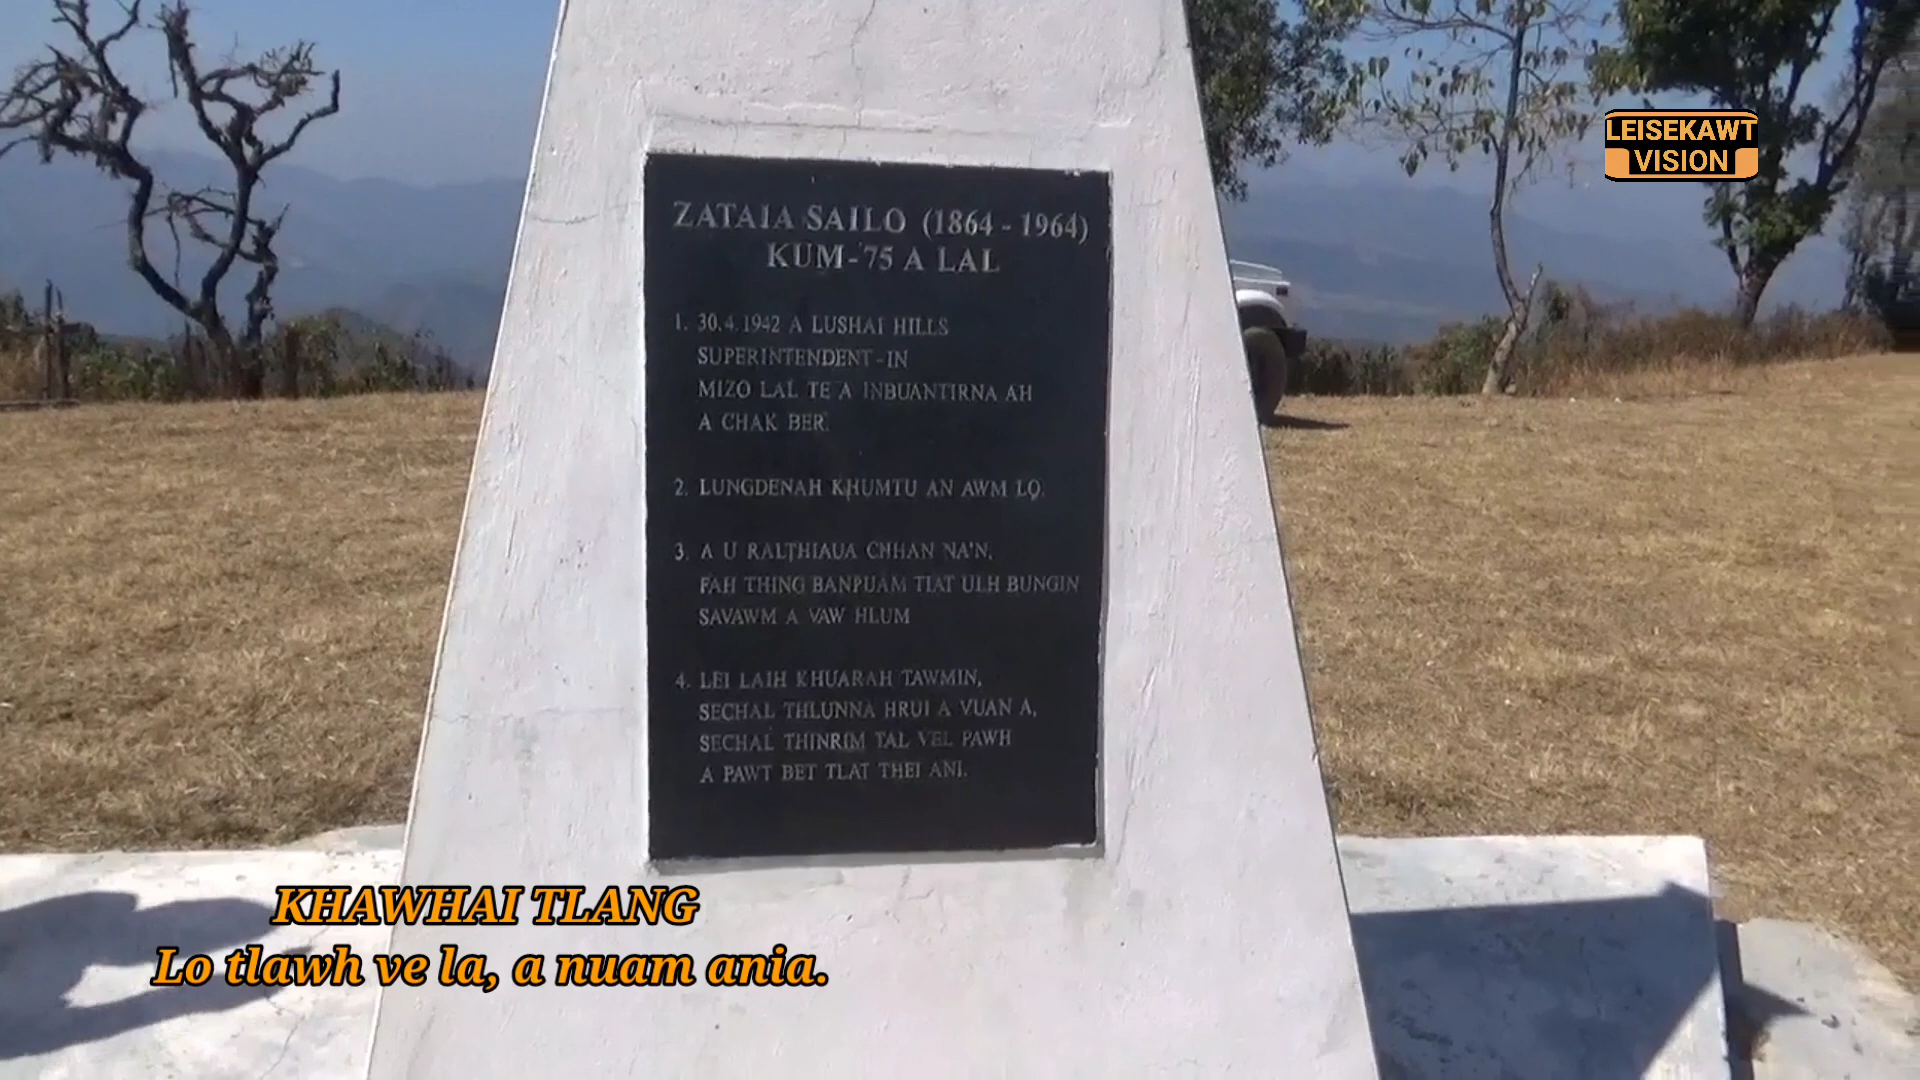 LEISEKAWT
VISION
ZATAIA SAILO (1864 - 1964)
KUM-75 A LAL
1. 30.4.1942 A LUSHAI HILLS
SUPERINTENDENT-IN
MIZO LAL TE A INBUANTIRNA AH
A CHAK BER.
2. LUNGDENAH KHUMTU AN AWM LO.
3. A U RALṬHIAUA CHHAN NA'N,
FAH THING BANPUAM TIAT ULH BUNGIN
SAVAWM A VAW HLUM
4. LEI LAIH KHUARAH TAWMIN,
SECHAL THLUNNA HRUI A VUAN A,
SECHAL THINRIM TAL VEL PAWH
A PAWT BET TLAT THEI ANI.
KHAWHAI TLANG
Lo tlawh ve la, a nuam ania.